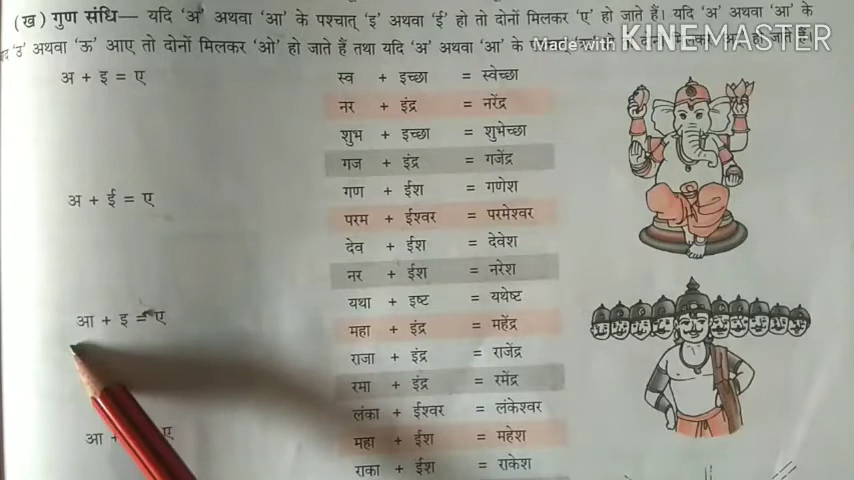 (ख) गुण संधि— यदि 'अ' अथवा 'आ' के पश्चात् 'इ' अथवा 'ई' हो तो दोनों मिलकर 'ए' हो जाते हैं। यदि 'अ' अथवा 'आ' के
'उ' अथवा 'ऊ' आए तो दोनों मिलकर 'ओ' हो जाते हैं तथा यदि 'अ' अथवा 'आ' के हो जाते हैं
Made with KINEMASTER
अ + इ = ए स्व + इच्छा = स्वेच्छा
नर + इंद्र = नरेंद्र
शुभ + इच्छा = शुभेच्छा
गज + इंद्र = गजेंद्र
अ + ई = ए गण + ईश = गणेश
परम + ईश्वर = परमेश्वर
देव + ईश = देवेश
नर + ईश = नरेश
यथा + इष्ट = यथेष्ट
आ + इ = ए महा + इंद्र = महेंद्र
राजा + इंद्र = राजेंद्र
रमा + इंद्र = रमेंद्र
लंका + ईश्वर = लंकेश्वर
आ + ए महा + ईश = महेश
राका + ईश = राकेश